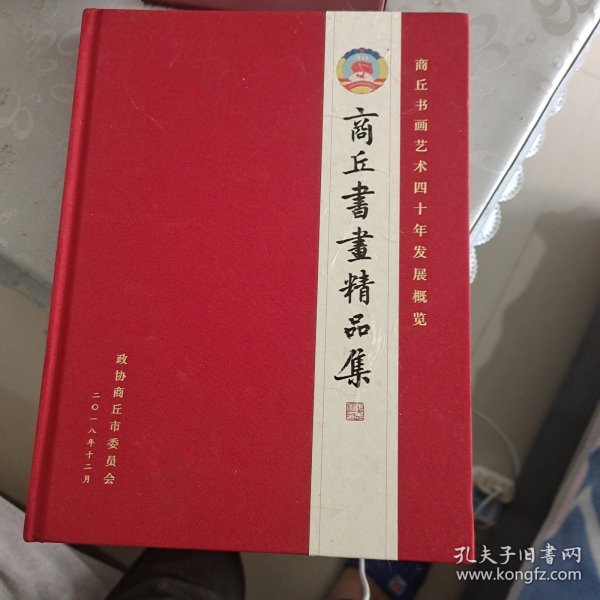 商丘书画艺术四十年发展概览
商丘書畫精品集
政协商丘市委员会
二〇一八年十二月
孔夫子旧书网
www.kongfz.com